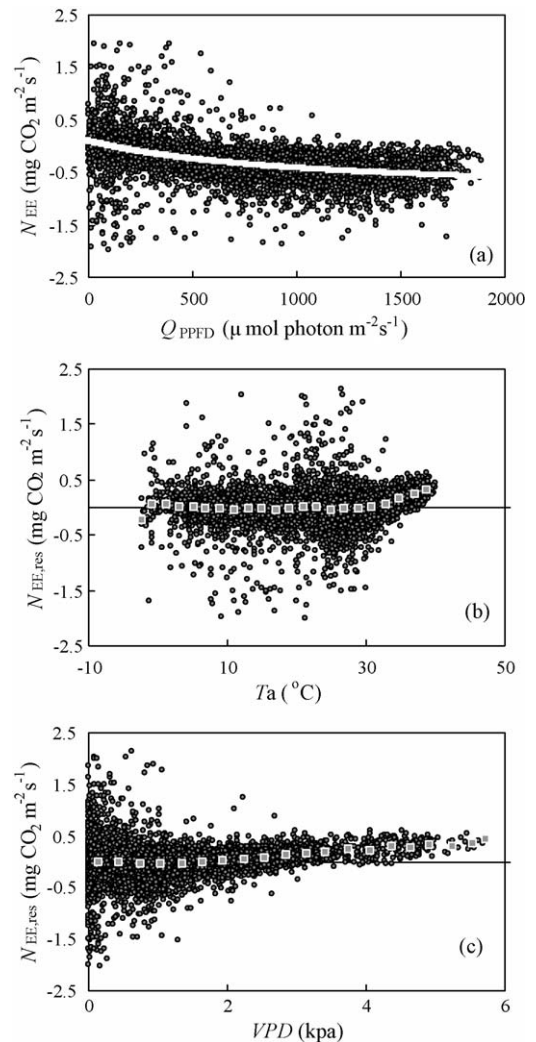 2.5
1.5
0.5
-0.5
-1.5
-2.5
N EE (mg CO2 m-2 s-1)
(a)
0 500 1000 1500 2000
Q PPFD (μ mol photon m-2s-1)
2.5
1.5
0.5
-0.5
-1.5
-2.5
N EE,res (mg CO2 m-2 s-1)
(b)
-10 10 30 50
Ta ( oC)
2.5
1.5
0.5
-0.5
-1.5
-2.5
N EE,res (mg CO2 m-2 s-1)
(c)
0 2 4 6
VPD (kpa)